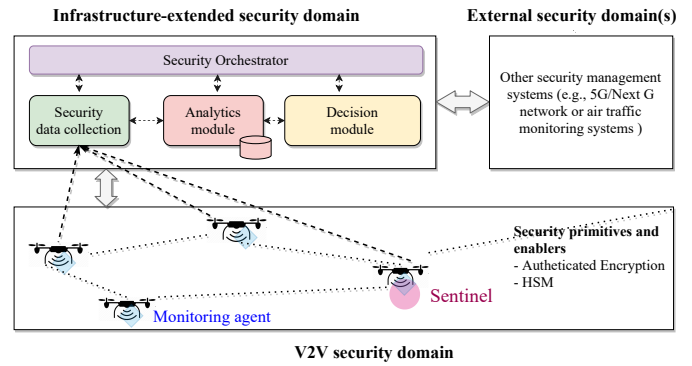 Infrastructure-extended security domain
External security domain(s)
Security Orchestrator
Security
data collection
Analytics
module
Decision
module
Other security management
systems (e.g., 5G/Next G
network or air traffic
monitoring systems )
Security primitives and
enablers
- Autheticated Encryption
- HSM
Sentinel
Monitoring agent
V2V security domain